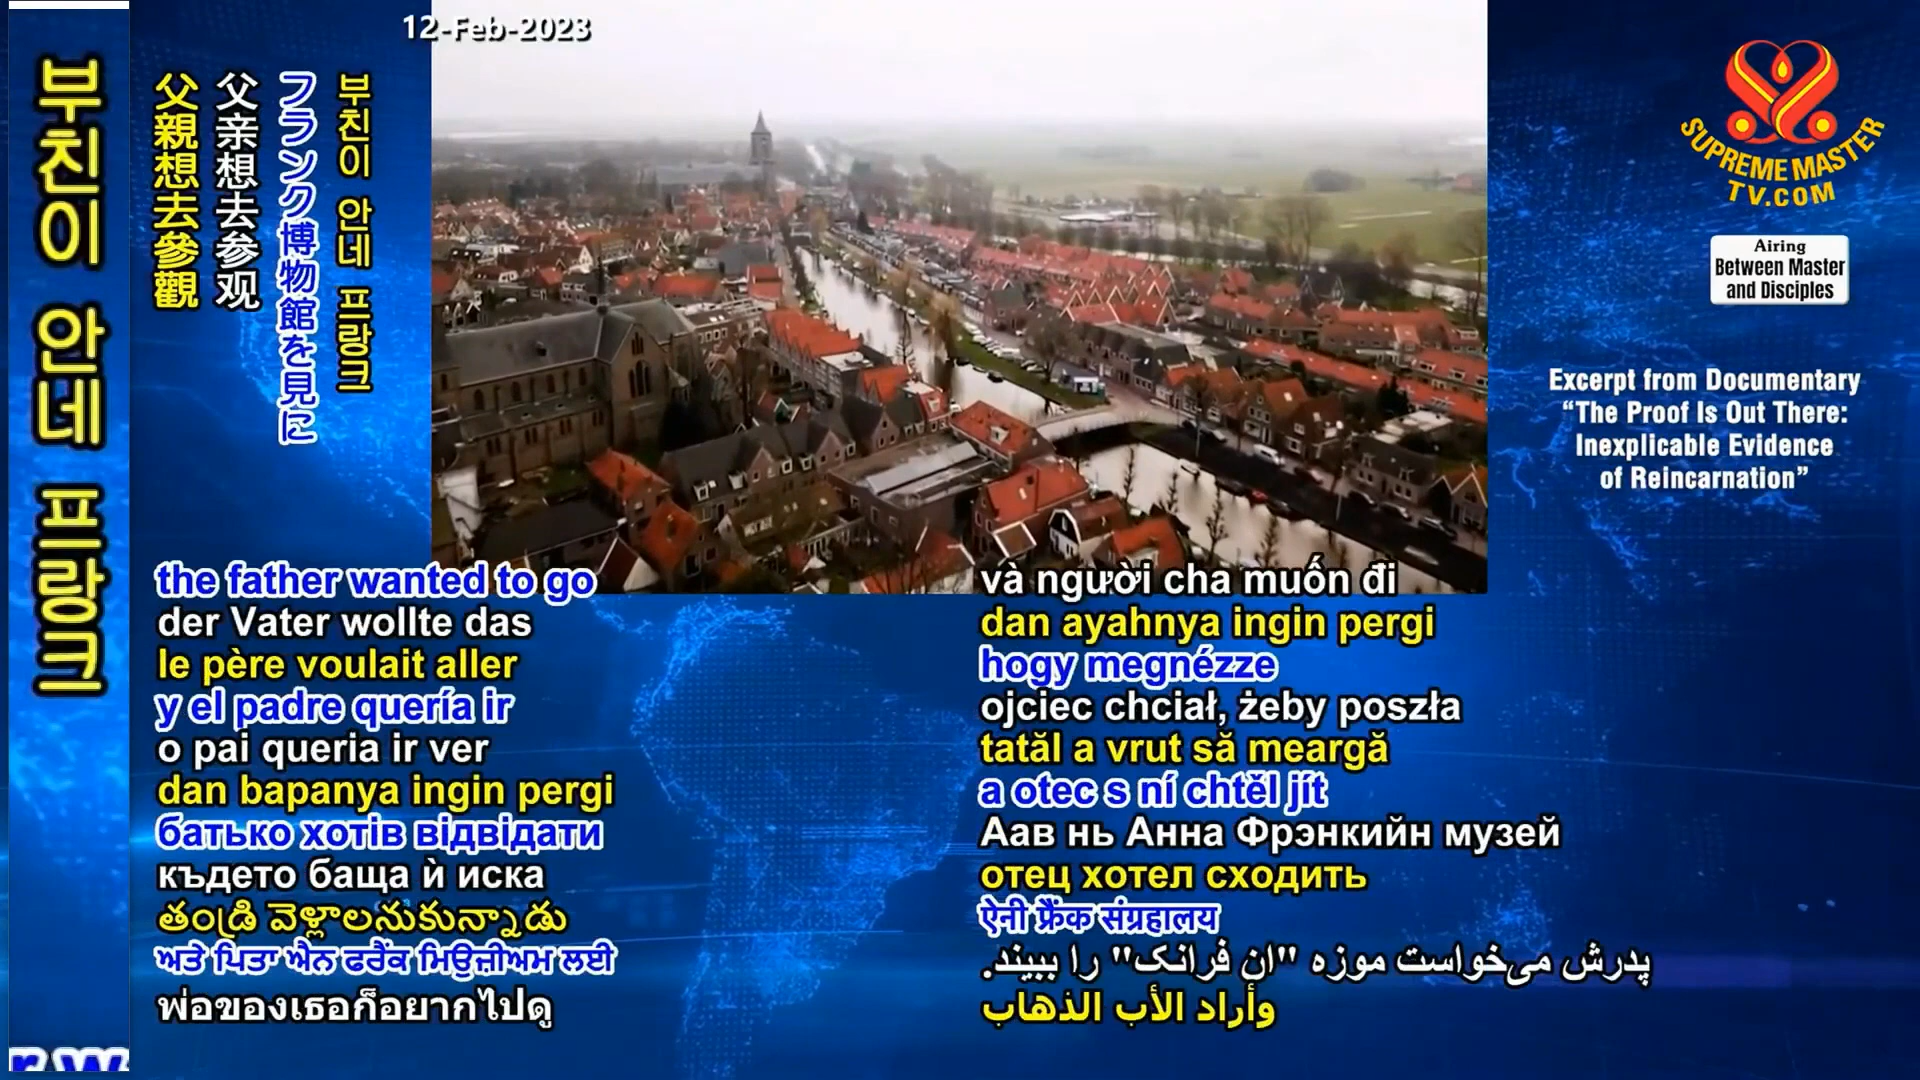 12-Feb-2023
부친이 안네 프랑크
父親想去參觀
父亲想去参观
フランク博物館を見に
부친이 안네 프랑크
SUPREME MASTER
TV.COM
Airing
Between Master
and Disciples
Excerpt from Documentary
“The Proof Is Out There:
Inexplicable Evidence
of Reincarnation”
the father wanted to go
der Vater wollte das
le père voulait aller
y el padre quería ir
o pai queria ir ver
dan bapanya ingin pergi
батько хотів відвідати
където баща ѝ иска
తండ్రి వెళ్లాలనుకున్నాడు
ਅਤੇ ਪਿਤਾ ਐਨ ਫਰੈਂਕ ਮਿਊਜ਼ੀਅਮ ਲਈ
พ่อของเธอก็อยากไปดู
và người cha muốn đi
dan ayahnya ingin pergi
hogy megnézze
ojciec chciał, żeby poszła
tatăl a vrut să meargă
a otec s ní chtěl jít
Аав нь Анна Фрэнкийн музей
отец хотел сходить
ऐनी फ्रैंक संग्रहालय
پدرش می‌خواست موزه "ان فرانک" را ببیند.
وأراد الأب الذهاب